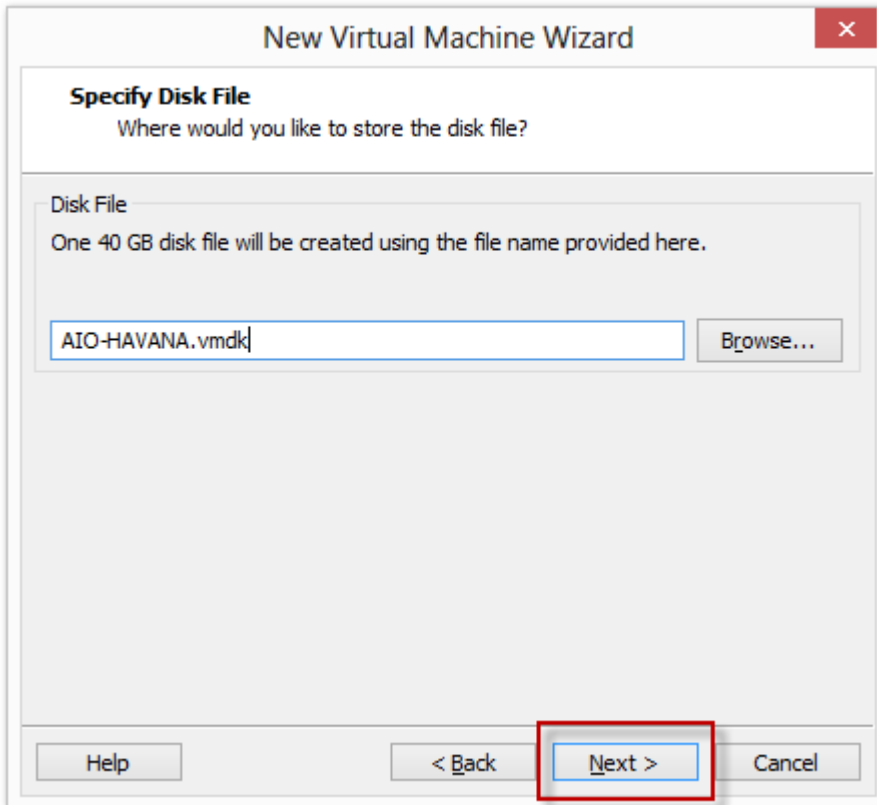 New Virtual Machine Wizard
Specify Disk File
Where would you like to store the disk file?
Disk File
One 40 GB disk file will be created using the file name provided here.
AIO-HAVANA.vmdk Browse...
Help < Back Next > Cancel